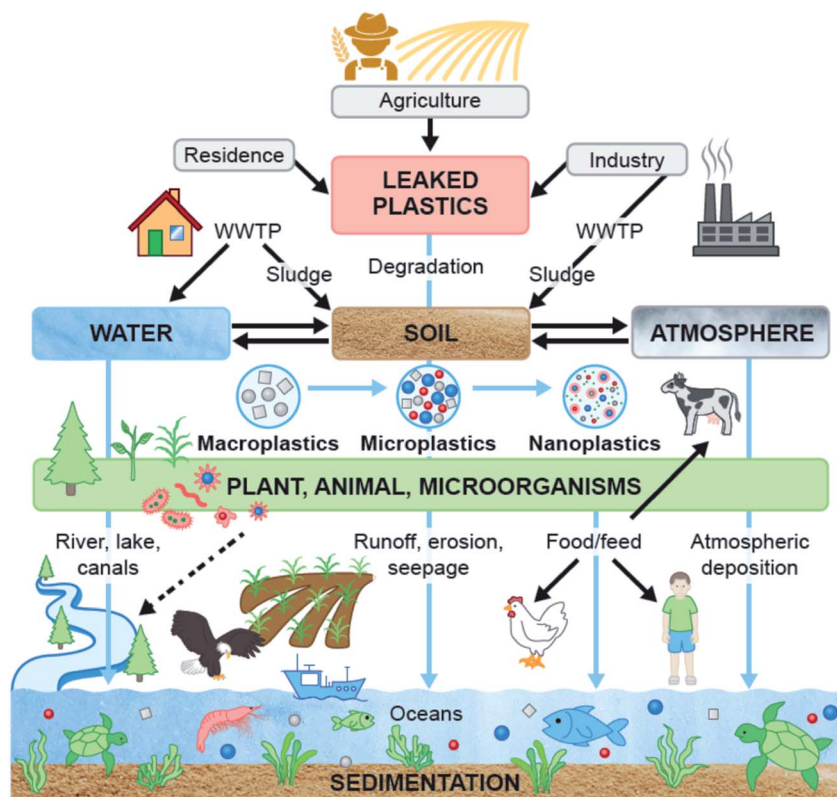 Agriculture
Residence
Industry
LEAKED
PLASTICS
WWTP
WWTP
Sludge
Degradation
Sludge
WATER
SOIL
ATMOSPHERE
Macroplastics
Microplastics
Nanoplastics
PLANT, ANIMAL, MICROORGANISMS
River, lake,
canals
Runoff, erosion,
seepage
Food/feed
Atmospheric
deposition
Oceans
SEDIMENTATION